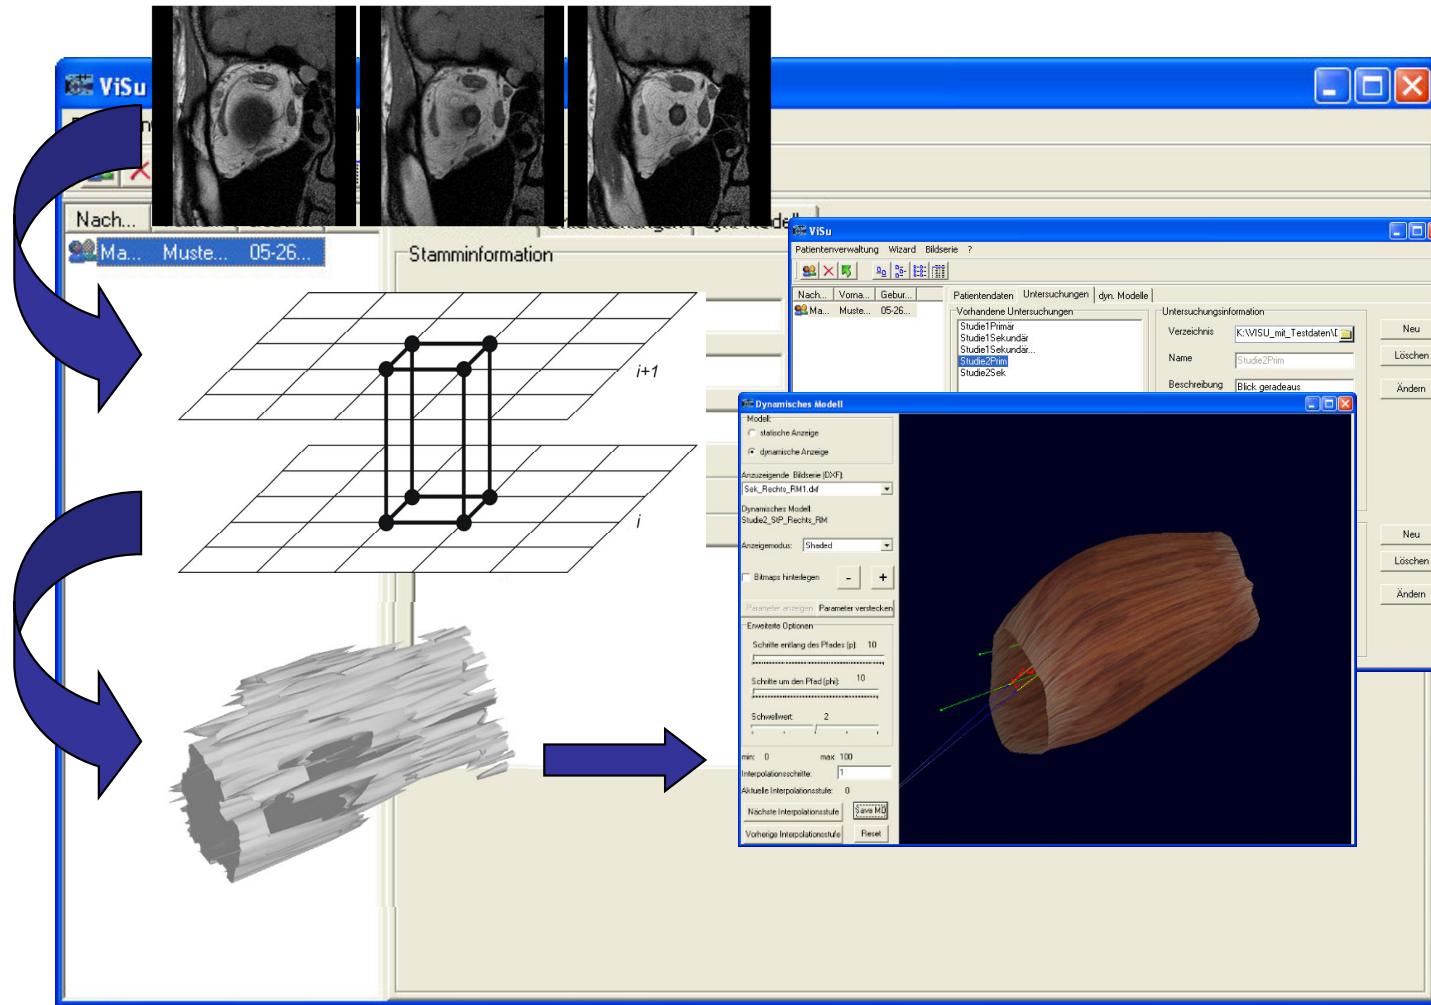 ViSu
Nach...
Ma... Muste... 05-26...
Stamminformation
i+1
i
ViSu
Patientenverwaltung Wizard Bildserie ?
Nach... Vorna... Gebur...
Ma... Muste... 05-26...
Patientendaten Untersuchungen dyn. Modelle
Vorhandene Untersuchungen
Studie1Primär
Studie1Sekundär
Studie1Sekundär...
Studie2Prim
Studie2Sek
Untersuchungsinformation
Verzeichnis K:\VISU_mit_Testdaten\D
Name Studie2Prim
Beschreibung Blick geradeaus
Neu
Löschen
Ändern
Neu
Löschen
Ändern
Dynamisches Modell
Modell:
statische Anzeige
dynamische Anzeige
Anzuzeigende Bildserie (DXF):
Sek_Rechts_RM1.dxf
Dynamisches Modell
Studie2_StP_Rechts_RM
Anzeigemodus: Shaded
Bitmaps hinterlegen - +
Parameter anzeigen Parameter verstecken
Erweiterte Optionen
Schritte entlang des Pfades (p): 10
Schritte um den Pfad (phi): 10
Schwellwert: 2
min: 0 max: 100
Interpolationsschritte: 1
Aktuelle Interpolationsstufe: 0
Nächste Interpolationsstufe Save MD
Vorherige Interpolationsstufe Reset